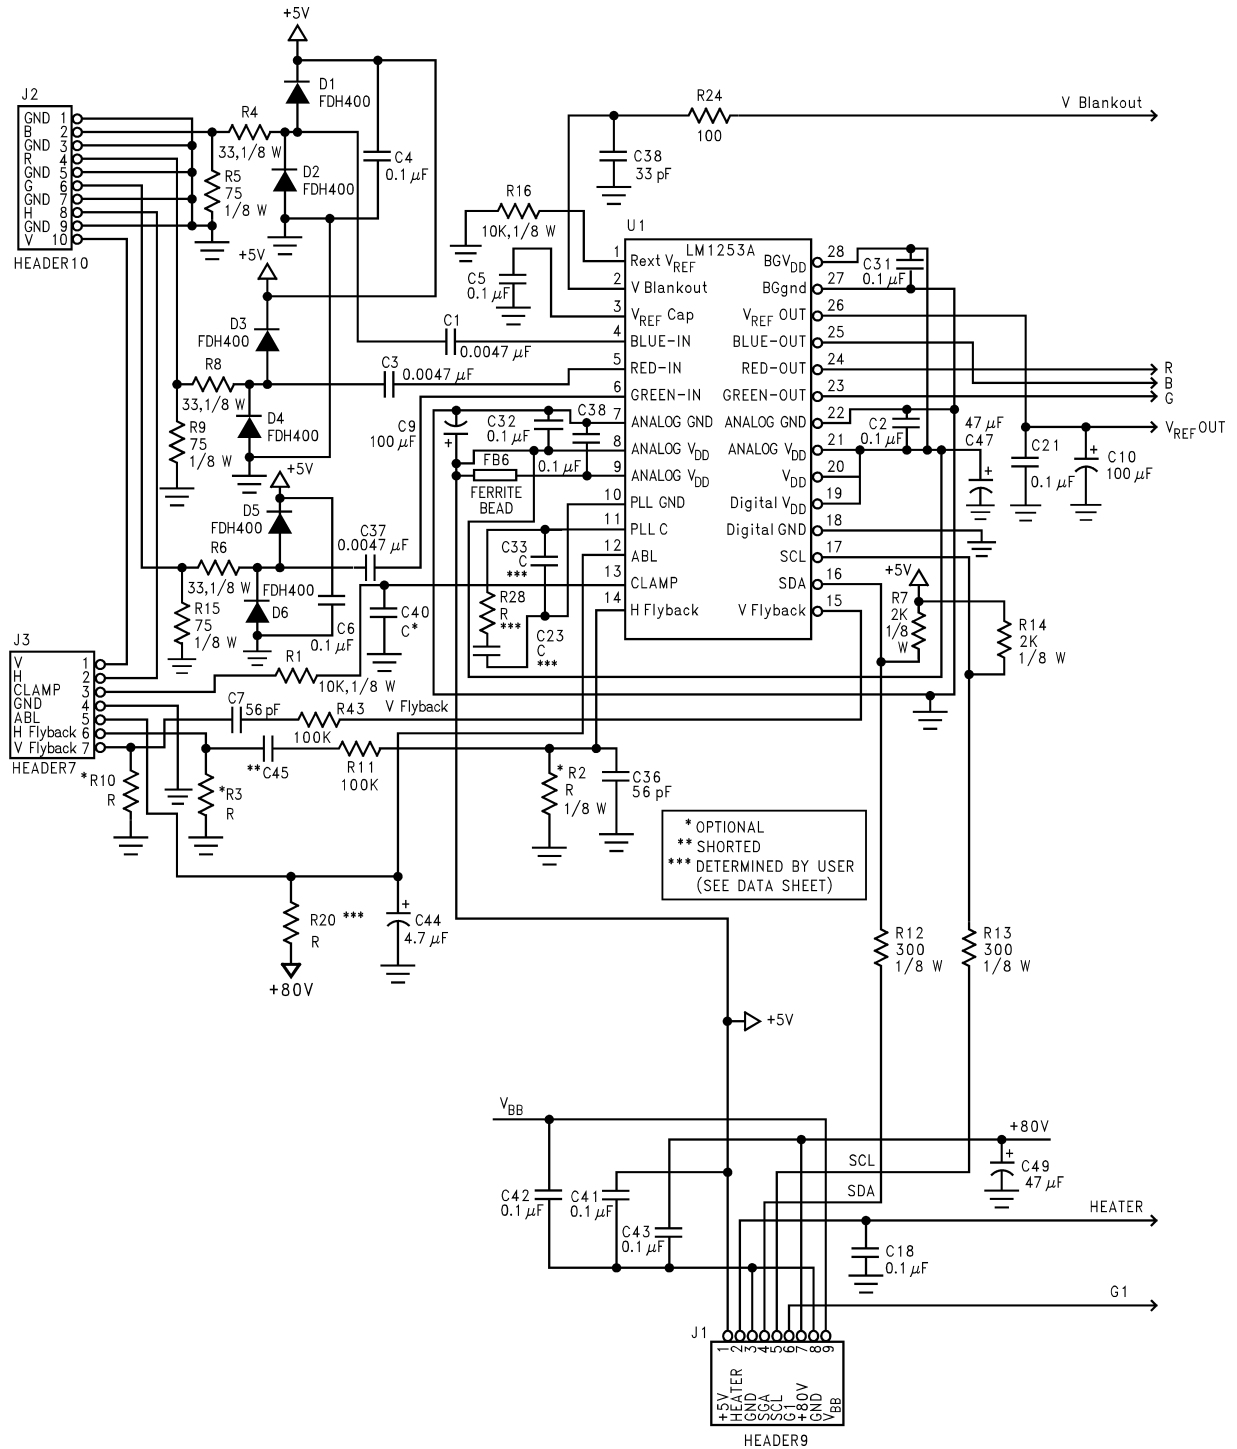 +5V
D1
FDH400
J2
GND 1
B 2
GND 3
R 4
GND 5
G 6
GND 7
H 8
GND 9
V 10
HEADER10
R4
33,1/8 W
R5
75
1/8 W
D2
FDH400
C4
0.1 µF
+5V
D3
FDH400
R8
33,1/8 W
R9
75
1/8 W
D4
FDH400
+5V
D5
FDH400
R6
33,1/8 W
R15
75
1/8 W
FDH400
D6
C6
0.1 µF
C37
0.0047 µF
C1
0.0047 µF
C3
0.0047 µF
R24
100
V Blankout
C38
33 pF
R16
10K,1/8 W
C5
0.1 µF
U1
LM1253A
1 Rext VREF
2 V Blankout
3 VREF Cap
4 BLUE-IN
5 RED-IN
6 GREEN-IN
7 ANALOG GND
8 ANALOG VDD
9 ANALOG VDD
10 PLL GND
11 PLL C
12 ABL
13 CLAMP
14 H Flyback
BGVDD 28
BGgnd 27
VREF OUT 26
BLUE-OUT 25
RED-OUT 24
GREEN-OUT 23
ANALOG GND 22
ANALOG VDD 21
VDD 20
Digital VDD 19
Digital GND 18
SCL 17
SDA 16
V Flyback 15
C31
0.1 µF
R
B
G
VREF OUT
C2
0.1 µF
47 µF
C47
C21
0.1 µF
C10
100 µF
C9
100 µF
C32
0.1 µF
C38
0.1 µF
FB6
FERRITE
BEAD
C33
C
***
R28
R
***
C23
C
***
C40
C*
+5V
R7
2K
1/8
W
R14
2K
1/8 W
J3
V 1
H 2
CLAMP 3
GND 4
ABL 5
H Flyback 6
V Flyback 7
HEADER7
R1
10K,1/8 W
C7
56 pF
R43
100K
V Flyback
**C45
R11
100K
*R10
R
*R3
R
* R2
R
1/8 W
C36
56 pF
* OPTIONAL
** SHORTED
*** DETERMINED BY USER
(SEE DATA SHEET)
R20 ***
R
+80V
C44
4.7 µF
R12
300
1/8 W
R13
300
1/8 W
+5V
VBB
+80V
SCL
SDA
C49
47 µF
C42
0.1 µF
C41
0.1 µF
C43
0.1 µF
HEATER
C18
0.1 µF
G1
J1
1 +5V
2 HEATER
3 GND
4 SGA
5 SCL
6 G1
7 +80V
8 GND
9 VBB
HEADER9
+
+
+
+
+